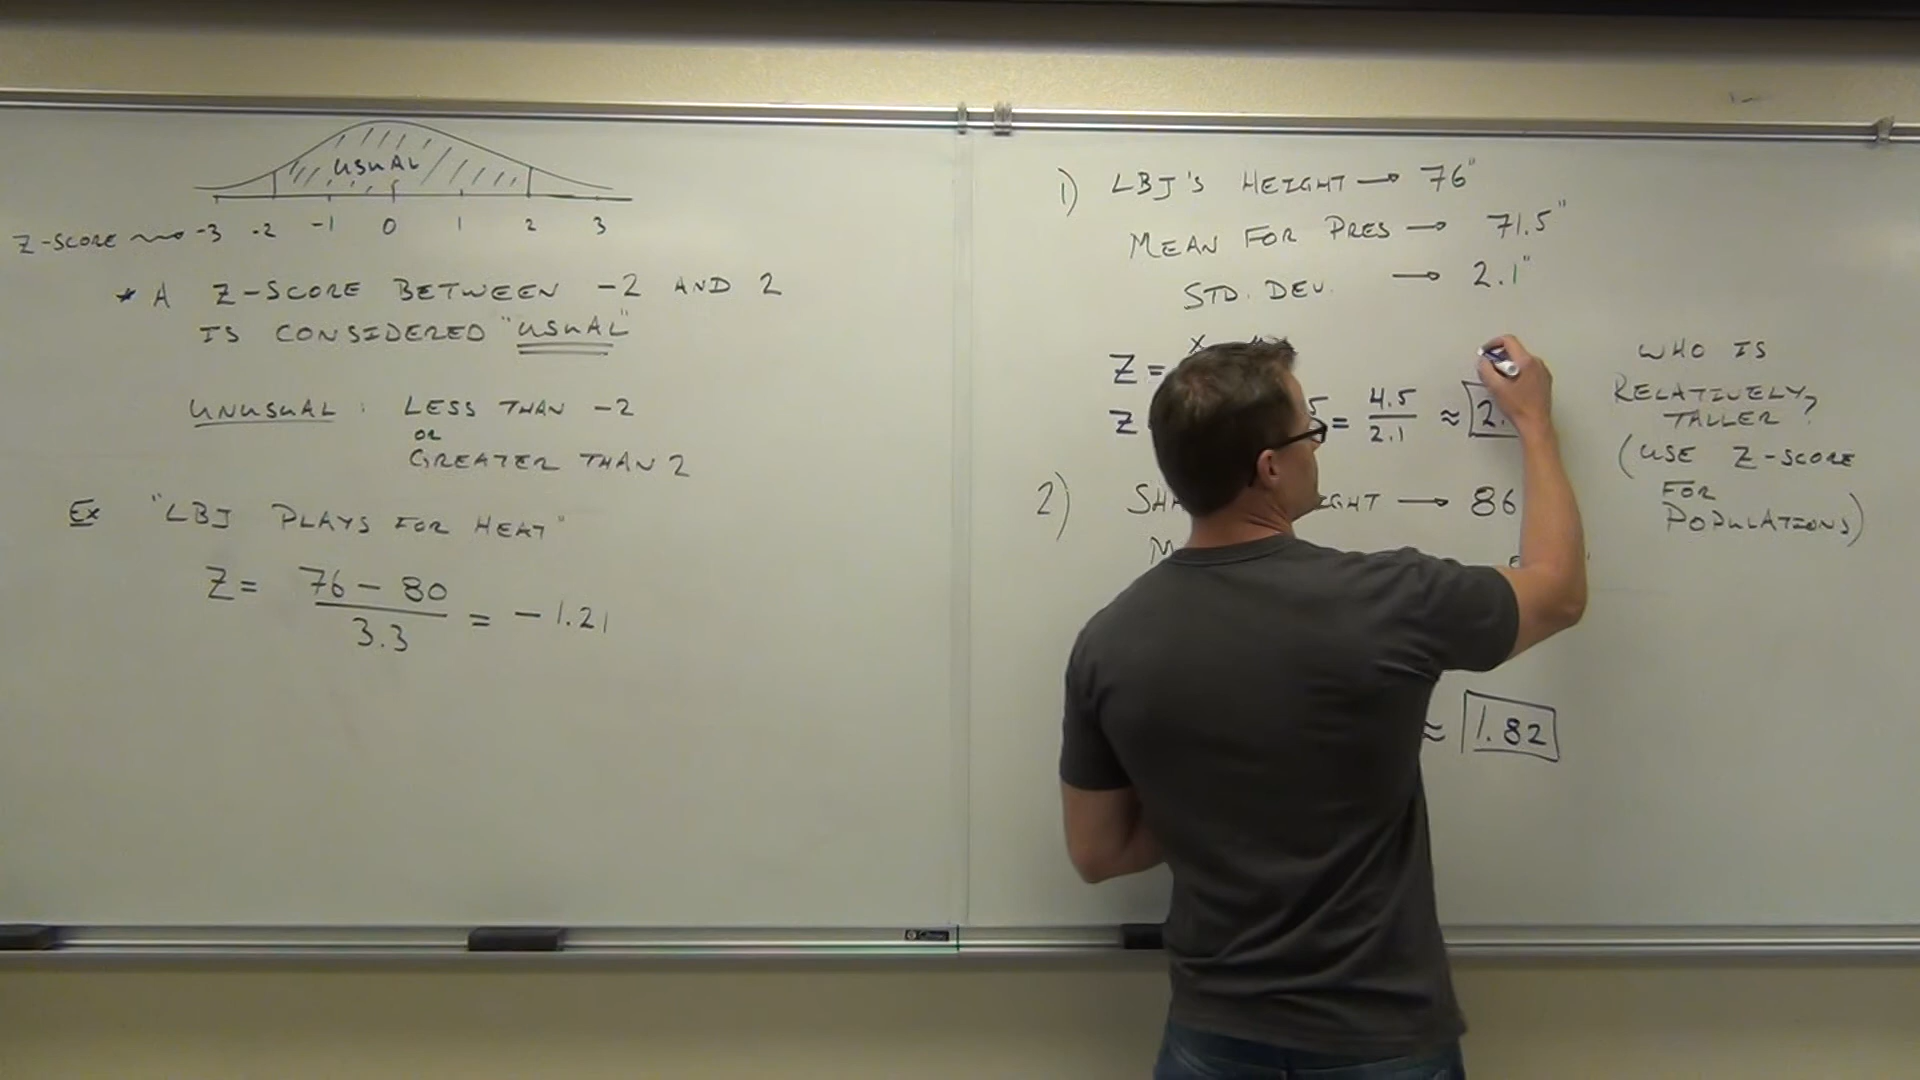 USUAL
Z-SCORE -3 -2 -1 0 1 2 3
* A Z-SCORE BETWEEN -2 AND 2
IS CONSIDERED "USUAL"
UNUSUAL: LESS THAN -2
OR
GREATER THAN 2
EX "LBJ PLAYS FOR HEAT"
Z = 76 - 80
3.3
= -1.21
1) LBJ'S HEIGHT → 76"
MEAN FOR PRES → 71.5"
STD. DEV. → 2.1"
Z =
Z = 4.5
2.1
≈ 2.
2) → 86
≈ 1.82
WHO IS
RELATIVELY
TALLER?
(USE Z-SCORE
FOR
POPULATIONS)